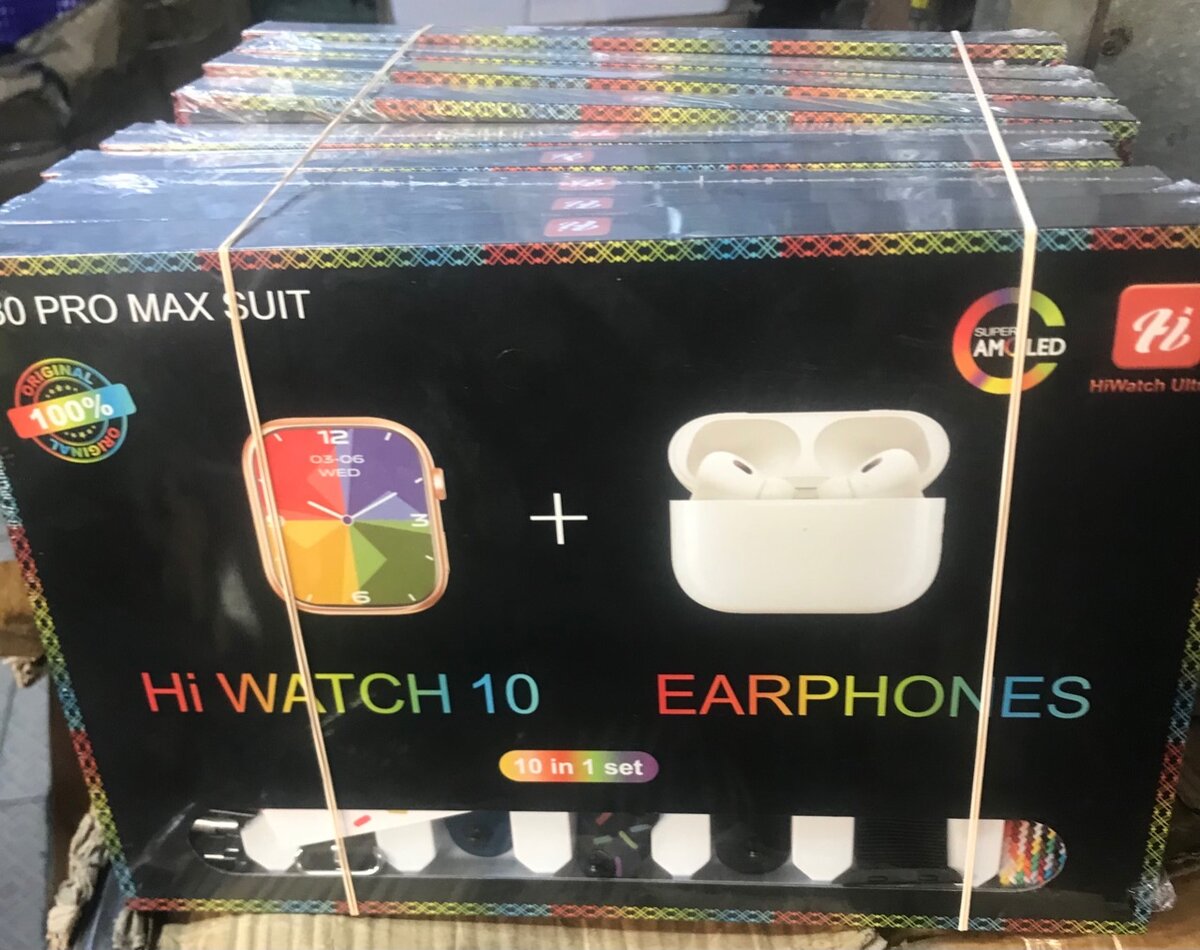 30 PRO MAX SUIT
SUPER
AMOLED
Hi
HiWatch Ult
ORIGINAL
100%
ORIGINAL
12
03-06
WED
3
6
+
Hi WATCH 10
EARPHONES
10 in 1 set